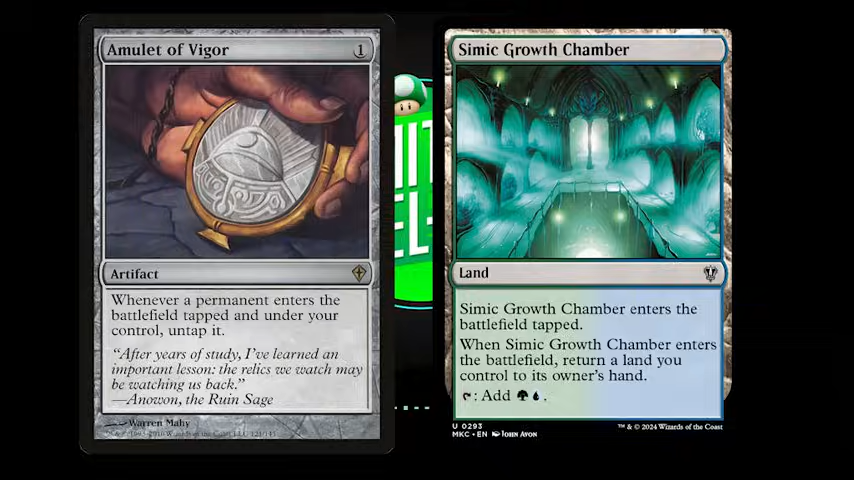 Amulet of Vigor 1
Artifact
Whenever a permanent enters the
battlefield tapped and under your
control, untap it.
“After years of study, I’ve learned an
important lesson: the relics we watch may
be watching us back.”
—Anowon, the Ruin Sage
Warren Mahy
Simic Growth Chamber
Land
Simic Growth Chamber enters the
battlefield tapped.
When Simic Growth Chamber enters
the battlefield, return a land you
control to its owner’s hand.
: Add .
U 0293
MKC • EN John Avon
™ & © 2024 Wizards of the Coast